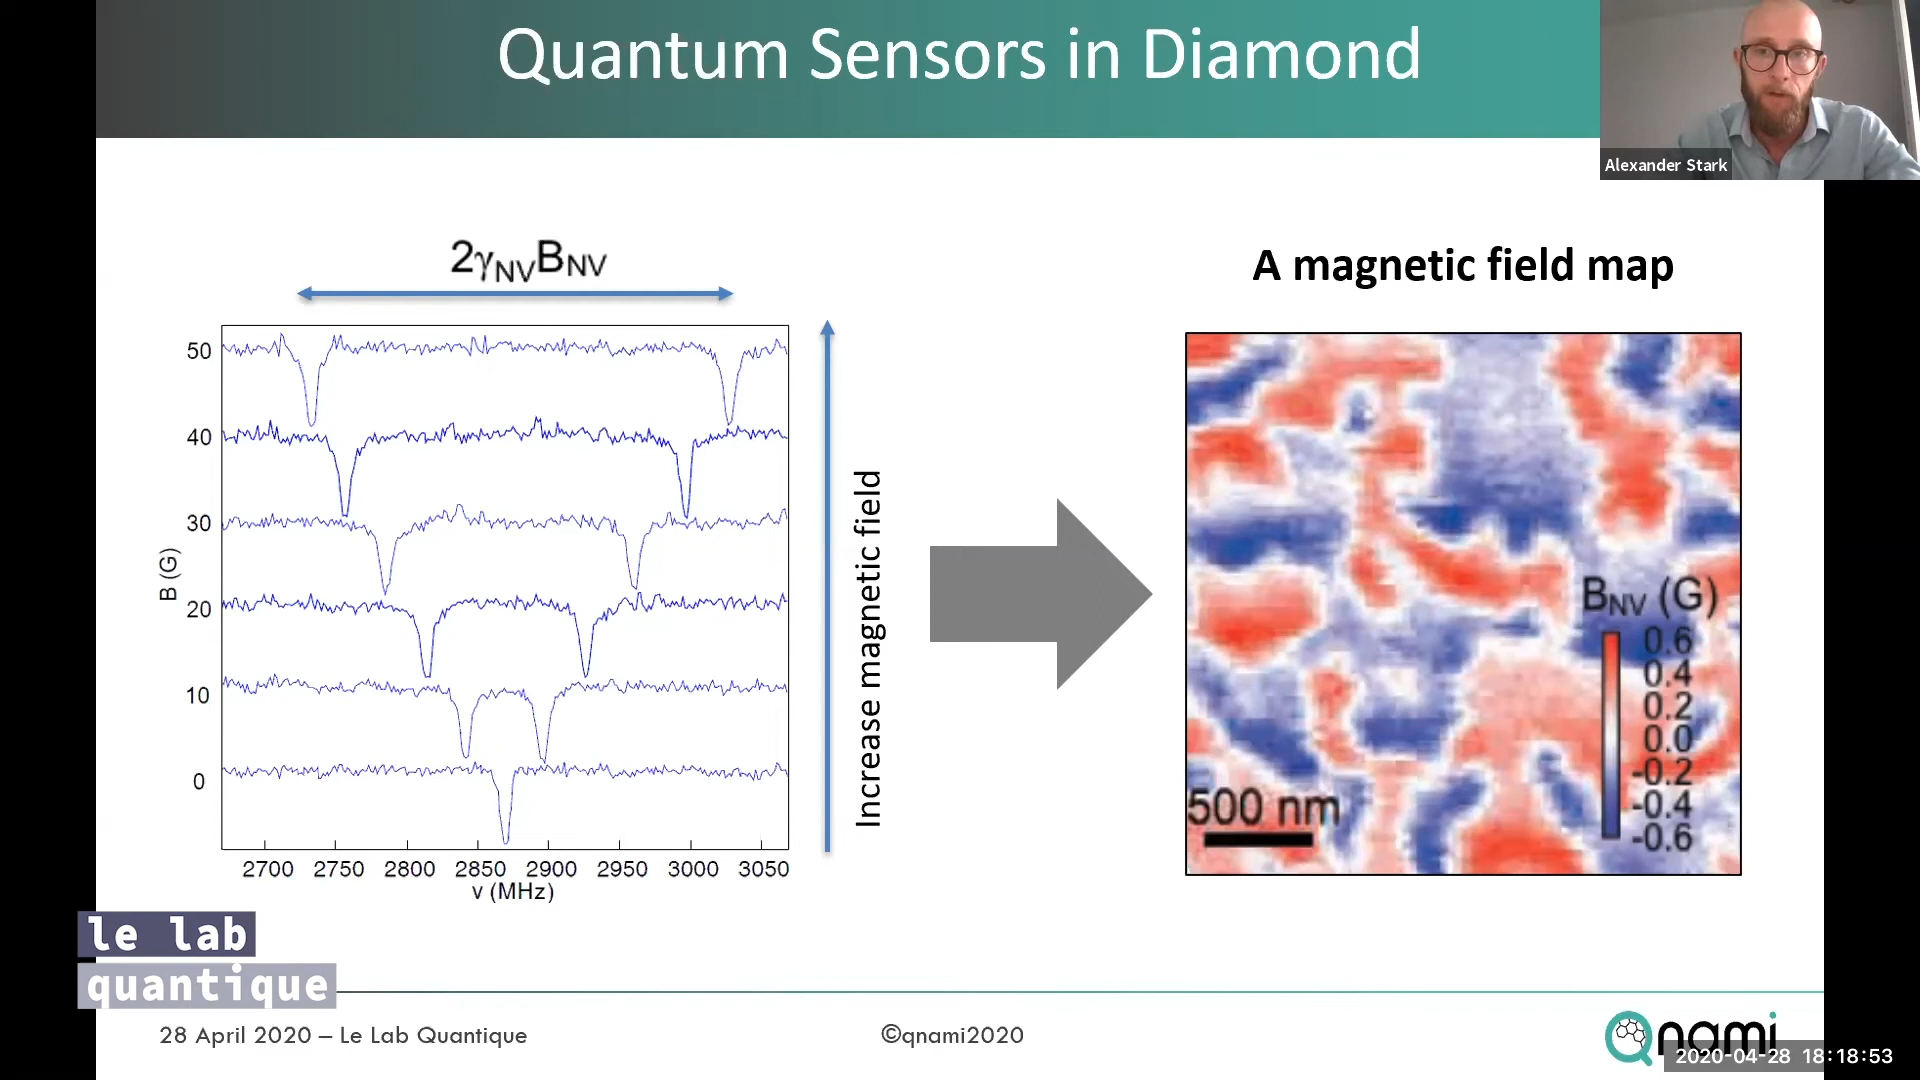 Quantum Sensors in Diamond
Alexander Stark
2γNVBNV
A magnetic field map
50
40
30
20
10
0
B (G)
2700 2750 2800 2850 2900 2950 3000 3050
ν (MHz)
Increase magnetic field
BNV (G)
0.6
0.4
0.2
0.0
-0.2
-0.4
-0.6
500 nm
le lab
quantique
28 April 2020 – Le Lab Quantique
©qnami2020
Qnami
2020-04-28 18:18:53